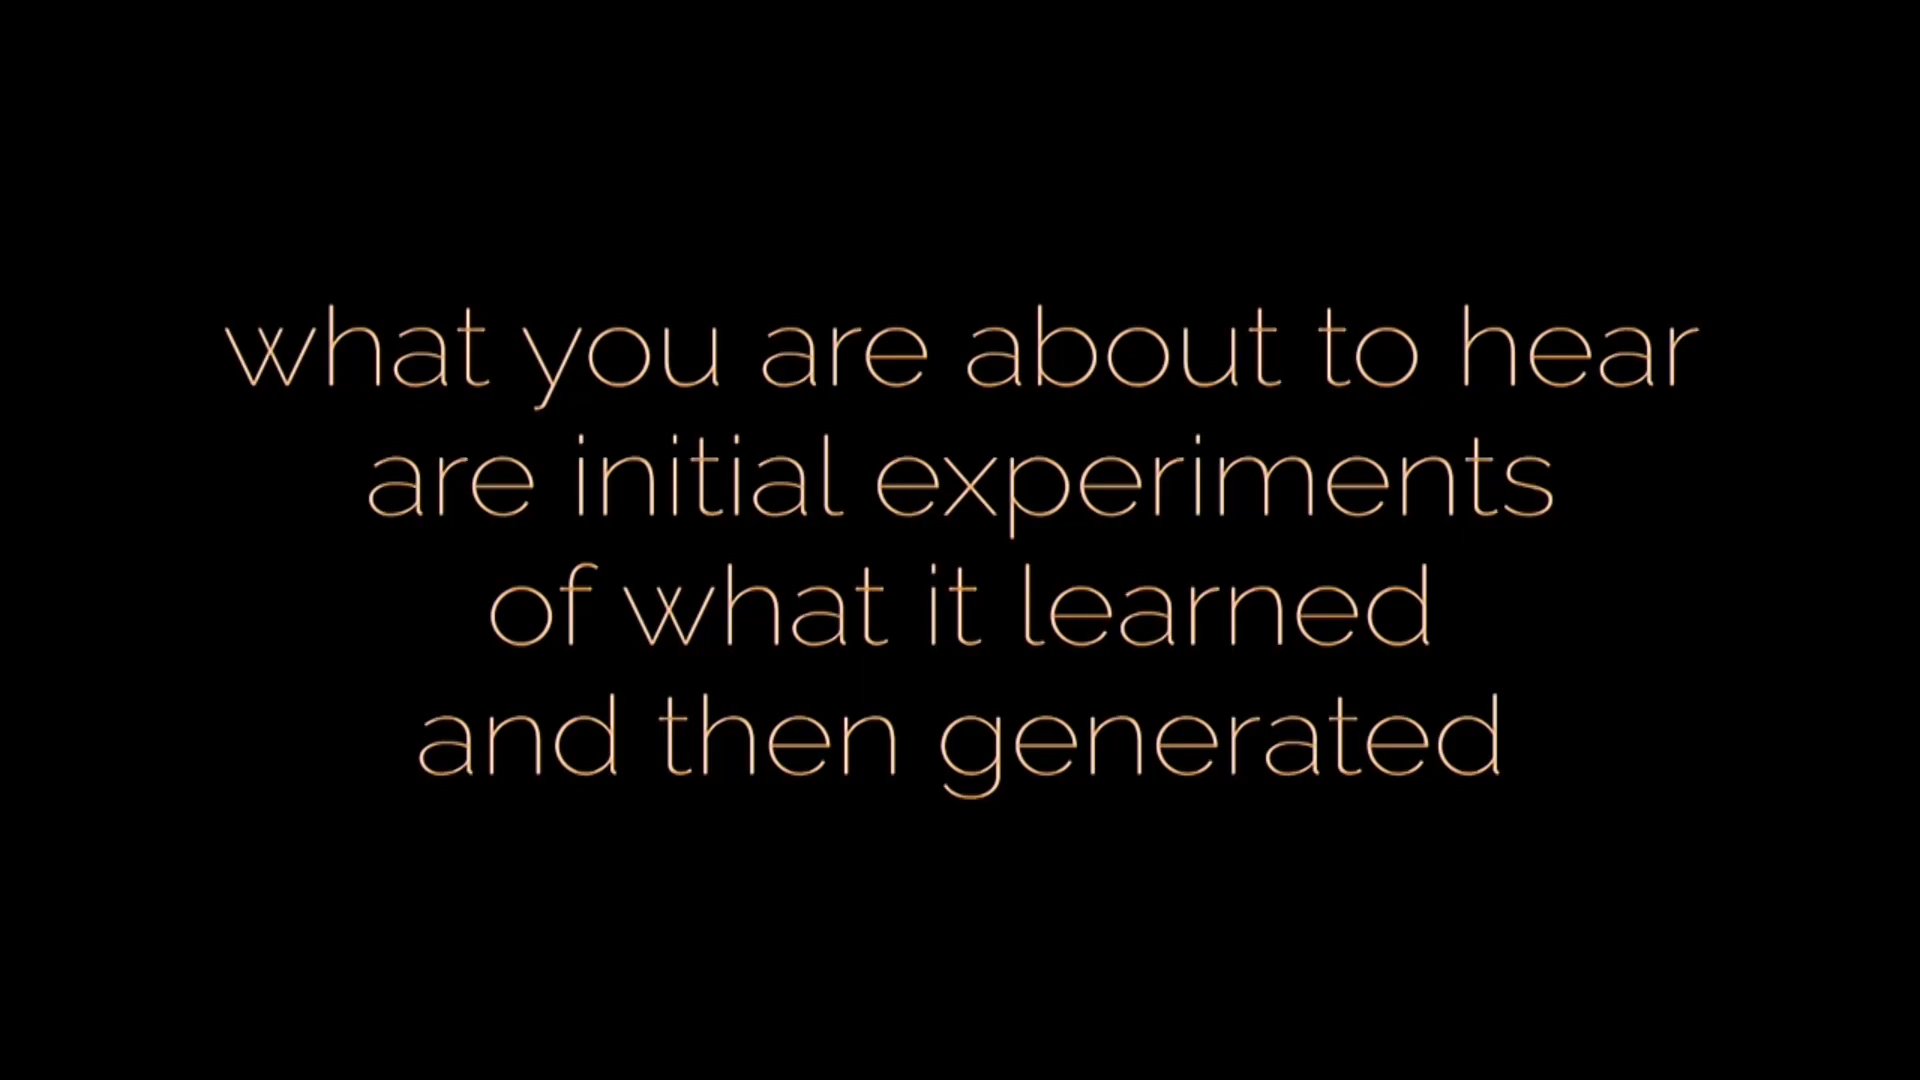 what you are about to hear
are initial experiments
of what it learned
and then generated